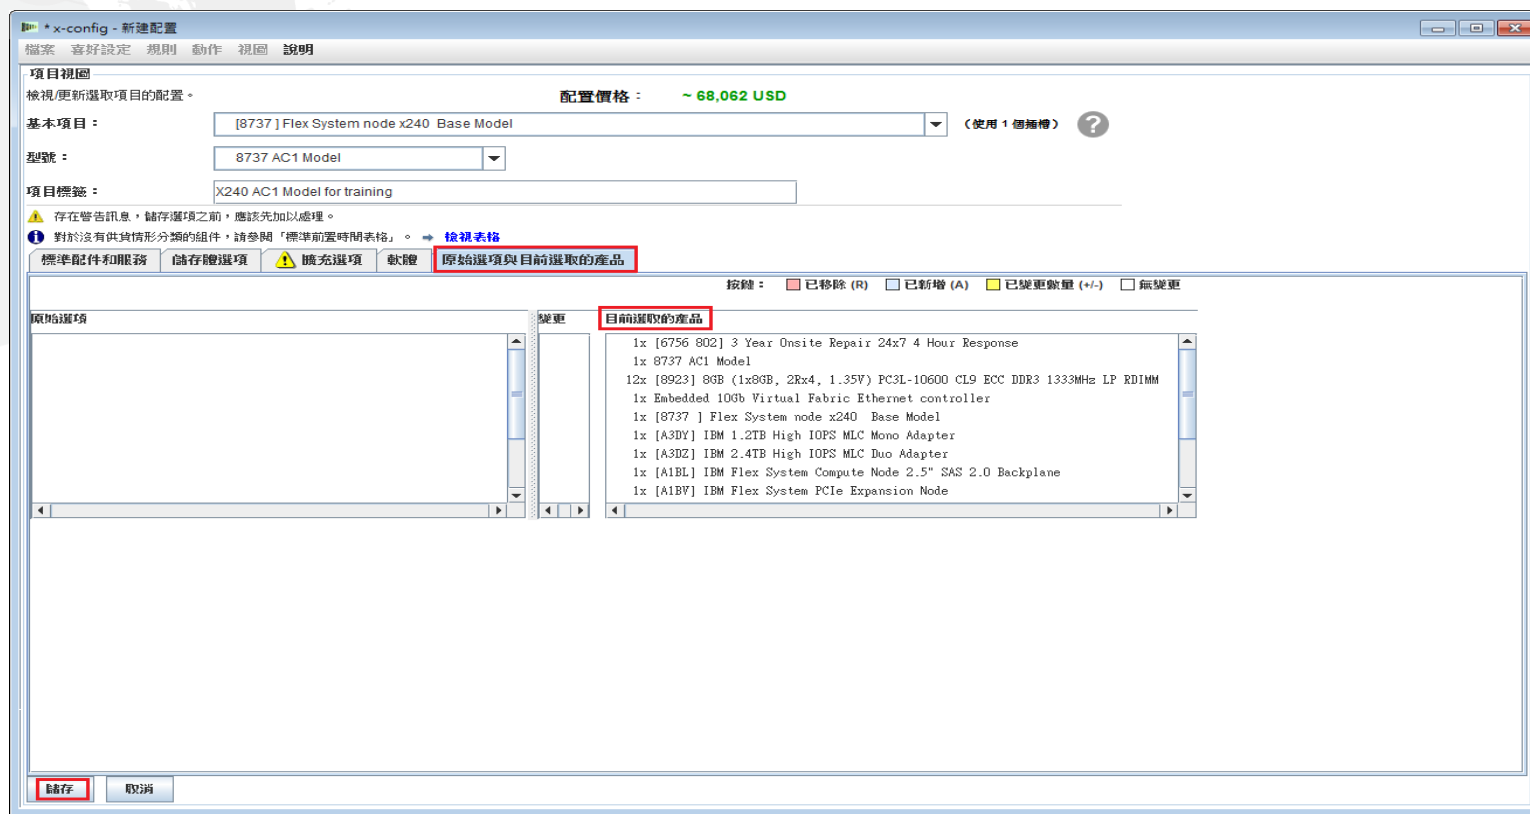 * x-config - 新建配置
檔案 喜好設定 規則 動作 視圖 說明
項目視圖
檢視/更新選取項目的配置。 配置價格： ~ 68,062 USD
基本項目： [8737 ] Flex System node x240 Base Model （使用 1 個插槽） ?
型號： 8737 AC1 Model
項目標籤： X240 AC1 Model for training
存在警告訊息，儲存選項之前，應該先加以處理。
對於沒有供貨情形分類的組件，請參閱「標準前置時間表格」。 檢視表格
標準配件和服務 儲存體選項 擴充選項 軟體 原始選項與目前選取的產品
按鍵： 已移除 (R) 已新增 (A) 已變更數量 (+/-) 無變更
原始選項 變更 目前選取的產品
1x [6756 802] 3 Year Onsite Repair 24x7 4 Hour Response
1x 8737 AC1 Model
12x [8923] 8GB (1x8GB, 2Rx4, 1.35V) PC3L-10600 CL9 ECC DDR3 1333MHz LP RDIMM
1x Embedded 10Gb Virtual Fabric Ethernet controller
1x [8737 ] Flex System node x240 Base Model
1x [A3DY] IBM 1.2TB High IOPS MLC Mono Adapter
1x [A3DZ] IBM 2.4TB High IOPS MLC Duo Adapter
1x [A1BL] IBM Flex System Compute Node 2.5" SAS 2.0 Backplane
1x [A1BV] IBM Flex System PCIe Expansion Node
儲存 取消